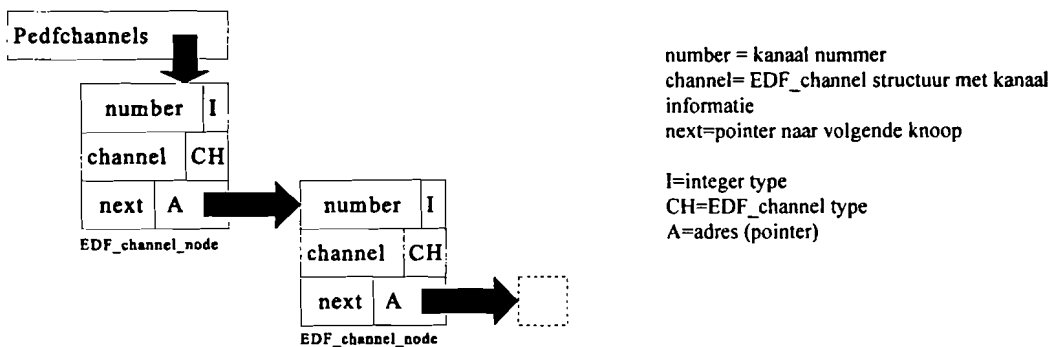 Pedfchannels
number I
channel CH
next A
EDF_channel_node
number I
channel CH
next A
EDF_channel_node
number = kanaal nummer
channel= EDF_channel structuur met kanaal
informatie
next=pointer naar volgende knoop
I=integer type
CH=EDF_channel type
A=adres (pointer)